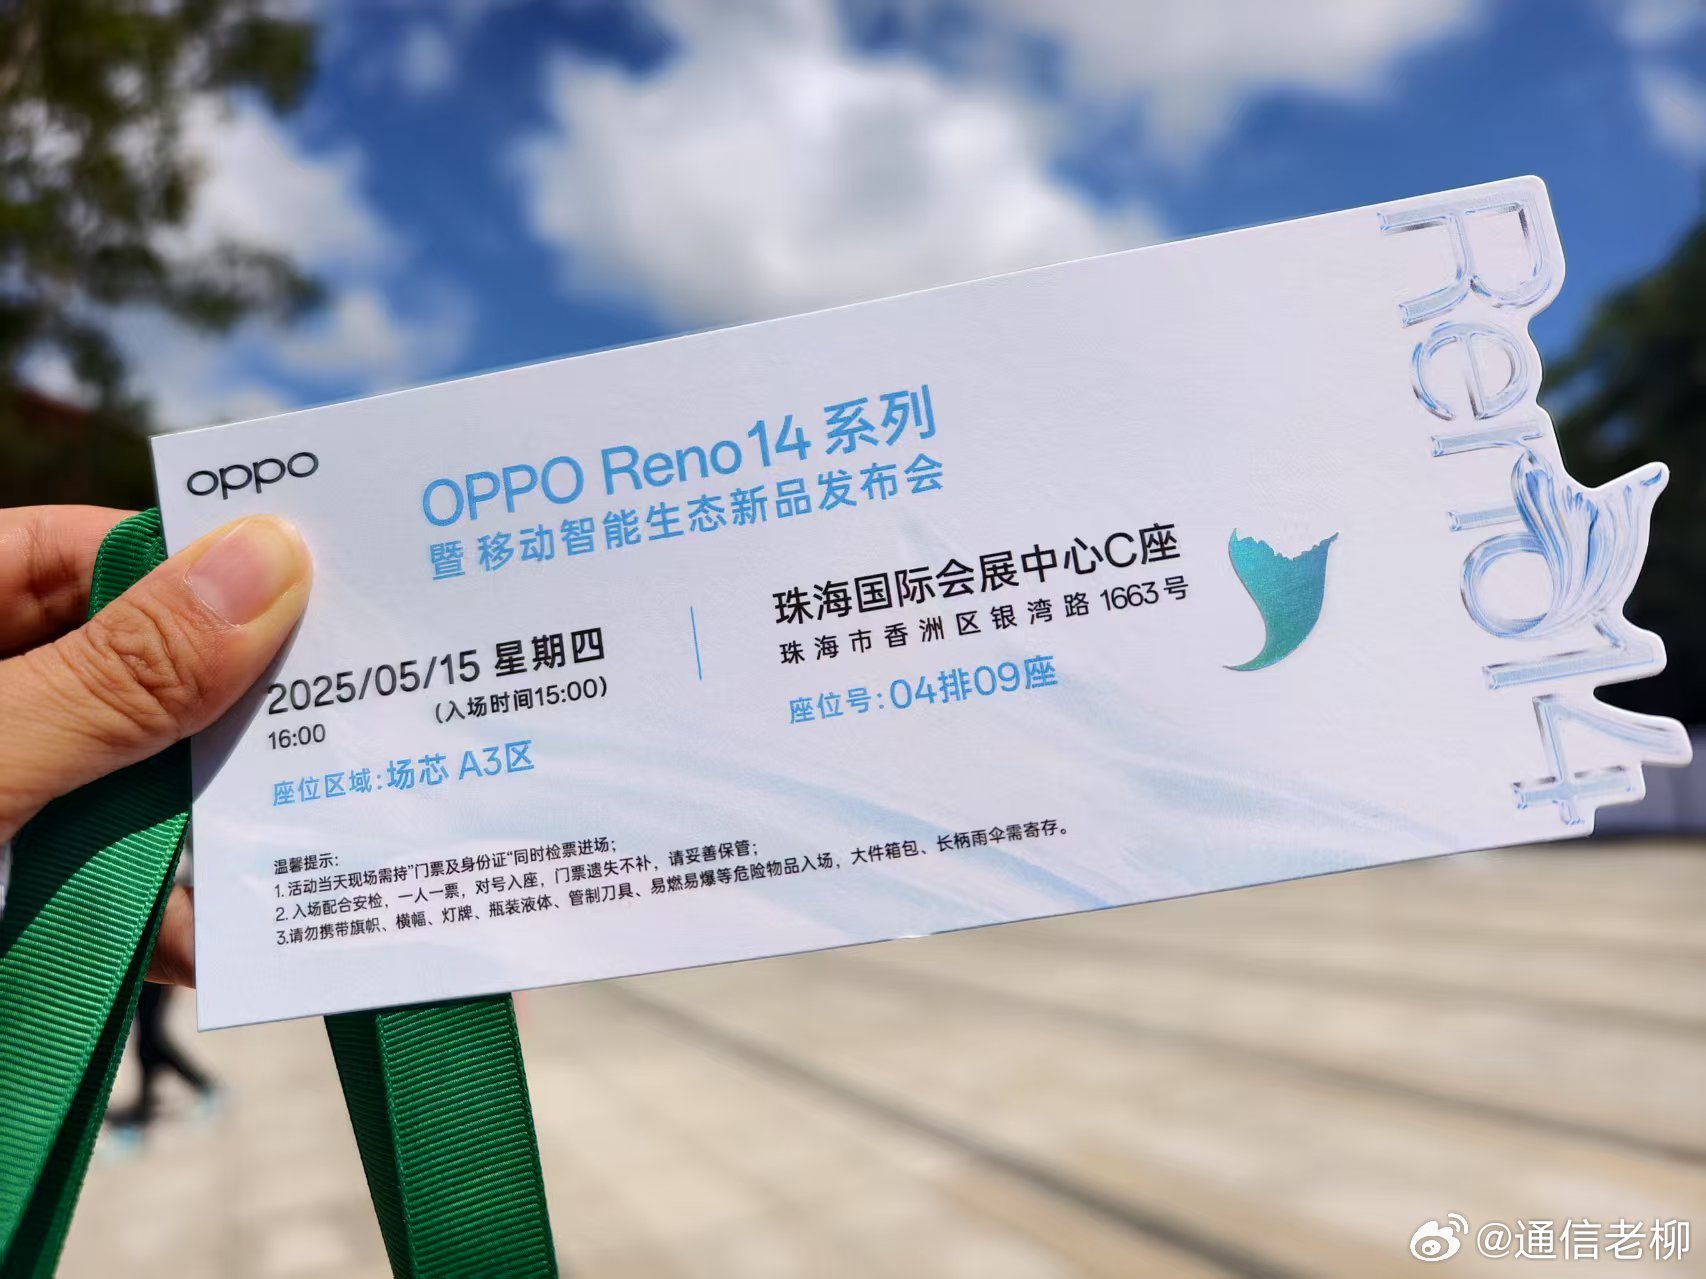 oppo
OPPO Reno14 系列
暨 移动智能生态新品发布会
2025/05/15 星期四
16:00 (入场时间15:00)
座位区域:场芯 A3区
珠海国际会展中心C座
珠海市香洲区银湾路 1663号
座位号:04排09座
温馨提示:
1.活动当天现场需持"门票及身份证"同时检票进场;
2.入场配合安检,一人一票,对号入座,门票遗失不补,请妥善保管;
3.请勿携带旗帜、横幅、灯牌、瓶装液体、管制刀具、易燃易爆等危险物品入场,大件箱包、长柄雨伞需寄存。
Reno14
@通信老柳